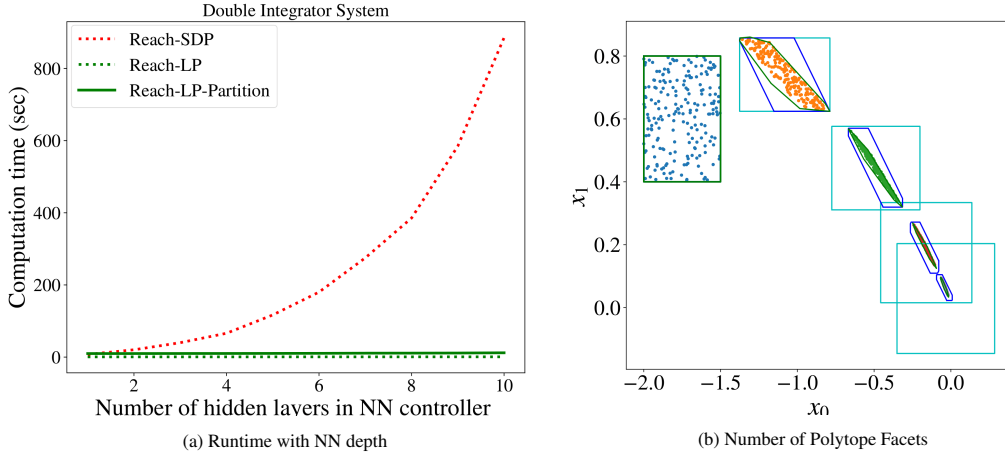 Double Integrator System
Reach-SDP
Reach-LP
Reach-LP-Partition
Computation time (sec)
800
600
400
200
0
2
4
6
8
10
Number of hidden layers in NN controller
(a) Runtime with NN depth
x₁
0.8
0.6
0.4
0.2
0.0
−2.0
−1.5
−1.0
−0.5
0.0
x₀
(b) Number of Polytope Facets